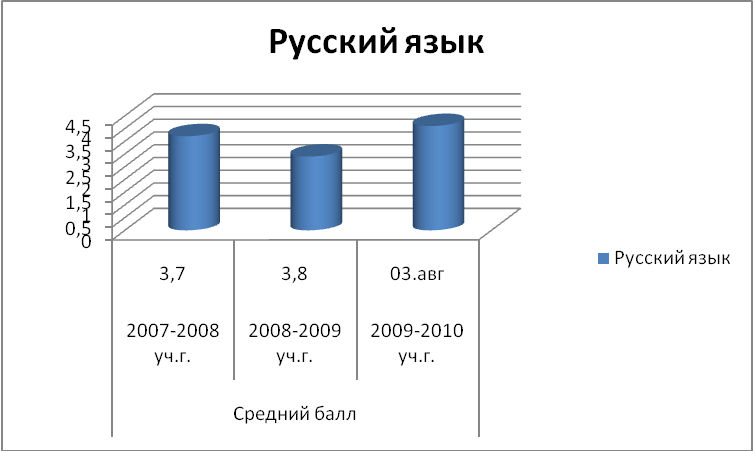 Русский язык
4,5
4
3,5
3
2,5
2
1,5
1
0,5
0
3,7 3,8 03.авг
2007-2008 2008-2009 2009-2010
уч.г. уч.г. уч.г.
Средний балл
Русский язык